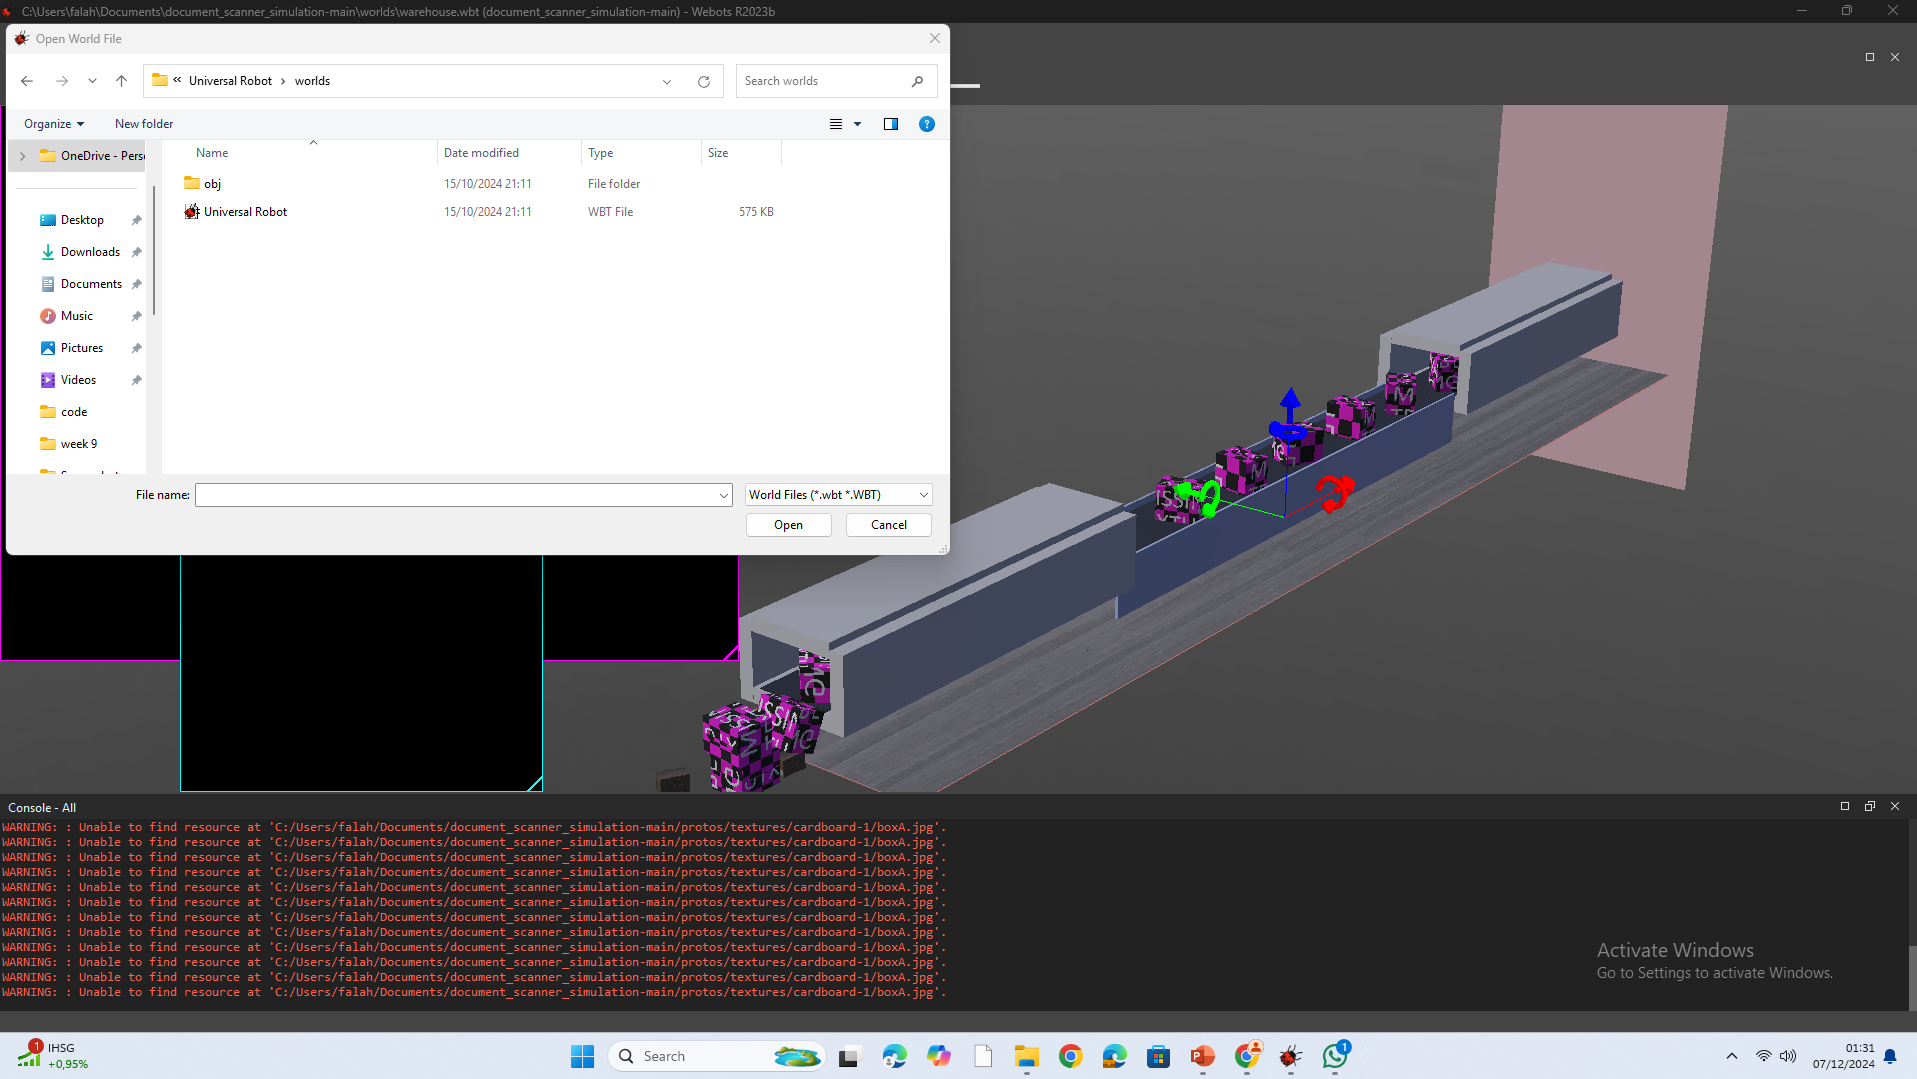 C:\Users\falah\Documents\document_scanner_simulation-main\worlds\warehouse.wbt (document_scanner_simulation-main) - Webots R2023b
Open World File
« Universal Robot > worlds
Search worlds
Organize
New folder
Name Date modified Type Size
OneDrive - Perso
obj 15/10/2024 21:11 File folder
Universal Robot 15/10/2024 21:11 WBT File 575 KB
Desktop
Downloads
Documents
Music
Pictures
Videos
code
week 9
File name:
World Files (*.wbt *.WBT)
Open
Cancel
Console - All
WARNING: : Unable to find resource at 'C:/Users/falah/Documents/document_scanner_simulation-main/protos/textures/cardboard-1/boxA.jpg'.
WARNING: : Unable to find resource at 'C:/Users/falah/Documents/document_scanner_simulation-main/protos/textures/cardboard-1/boxA.jpg'.
WARNING: : Unable to find resource at 'C:/Users/falah/Documents/document_scanner_simulation-main/protos/textures/cardboard-1/boxA.jpg'.
WARNING: : Unable to find resource at 'C:/Users/falah/Documents/document_scanner_simulation-main/protos/textures/cardboard-1/boxA.jpg'.
WARNING: : Unable to find resource at 'C:/Users/falah/Documents/document_scanner_simulation-main/protos/textures/cardboard-1/boxA.jpg'.
WARNING: : Unable to find resource at 'C:/Users/falah/Documents/document_scanner_simulation-main/protos/textures/cardboard-1/boxA.jpg'.
WARNING: : Unable to find resource at 'C:/Users/falah/Documents/document_scanner_simulation-main/protos/textures/cardboard-1/boxA.jpg'.
WARNING: : Unable to find resource at 'C:/Users/falah/Documents/document_scanner_simulation-main/protos/textures/cardboard-1/boxA.jpg'.
WARNING: : Unable to find resource at 'C:/Users/falah/Documents/document_scanner_simulation-main/protos/textures/cardboard-1/boxA.jpg'.
WARNING: : Unable to find resource at 'C:/Users/falah/Documents/document_scanner_simulation-main/protos/textures/cardboard-1/boxA.jpg'.
WARNING: : Unable to find resource at 'C:/Users/falah/Documents/document_scanner_simulation-main/protos/textures/cardboard-1/boxA.jpg'.
WARNING: : Unable to find resource at 'C:/Users/falah/Documents/document_scanner_simulation-main/protos/textures/cardboard-1/boxA.jpg'.
Activate Windows
Go to Settings to activate Windows.
1
IHSG
+0,95%
Search
1
01:31
07/12/2024